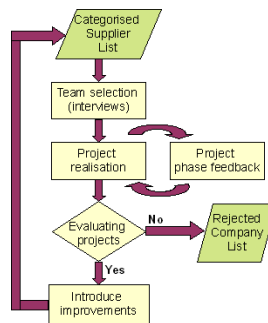 Categorised
Supplier
List
Team selection
(interviews)
Project
realisation
Project
phase feedback
Evaluating
projects
No
Rejected
Company
List
Yes
Introduce
improvements